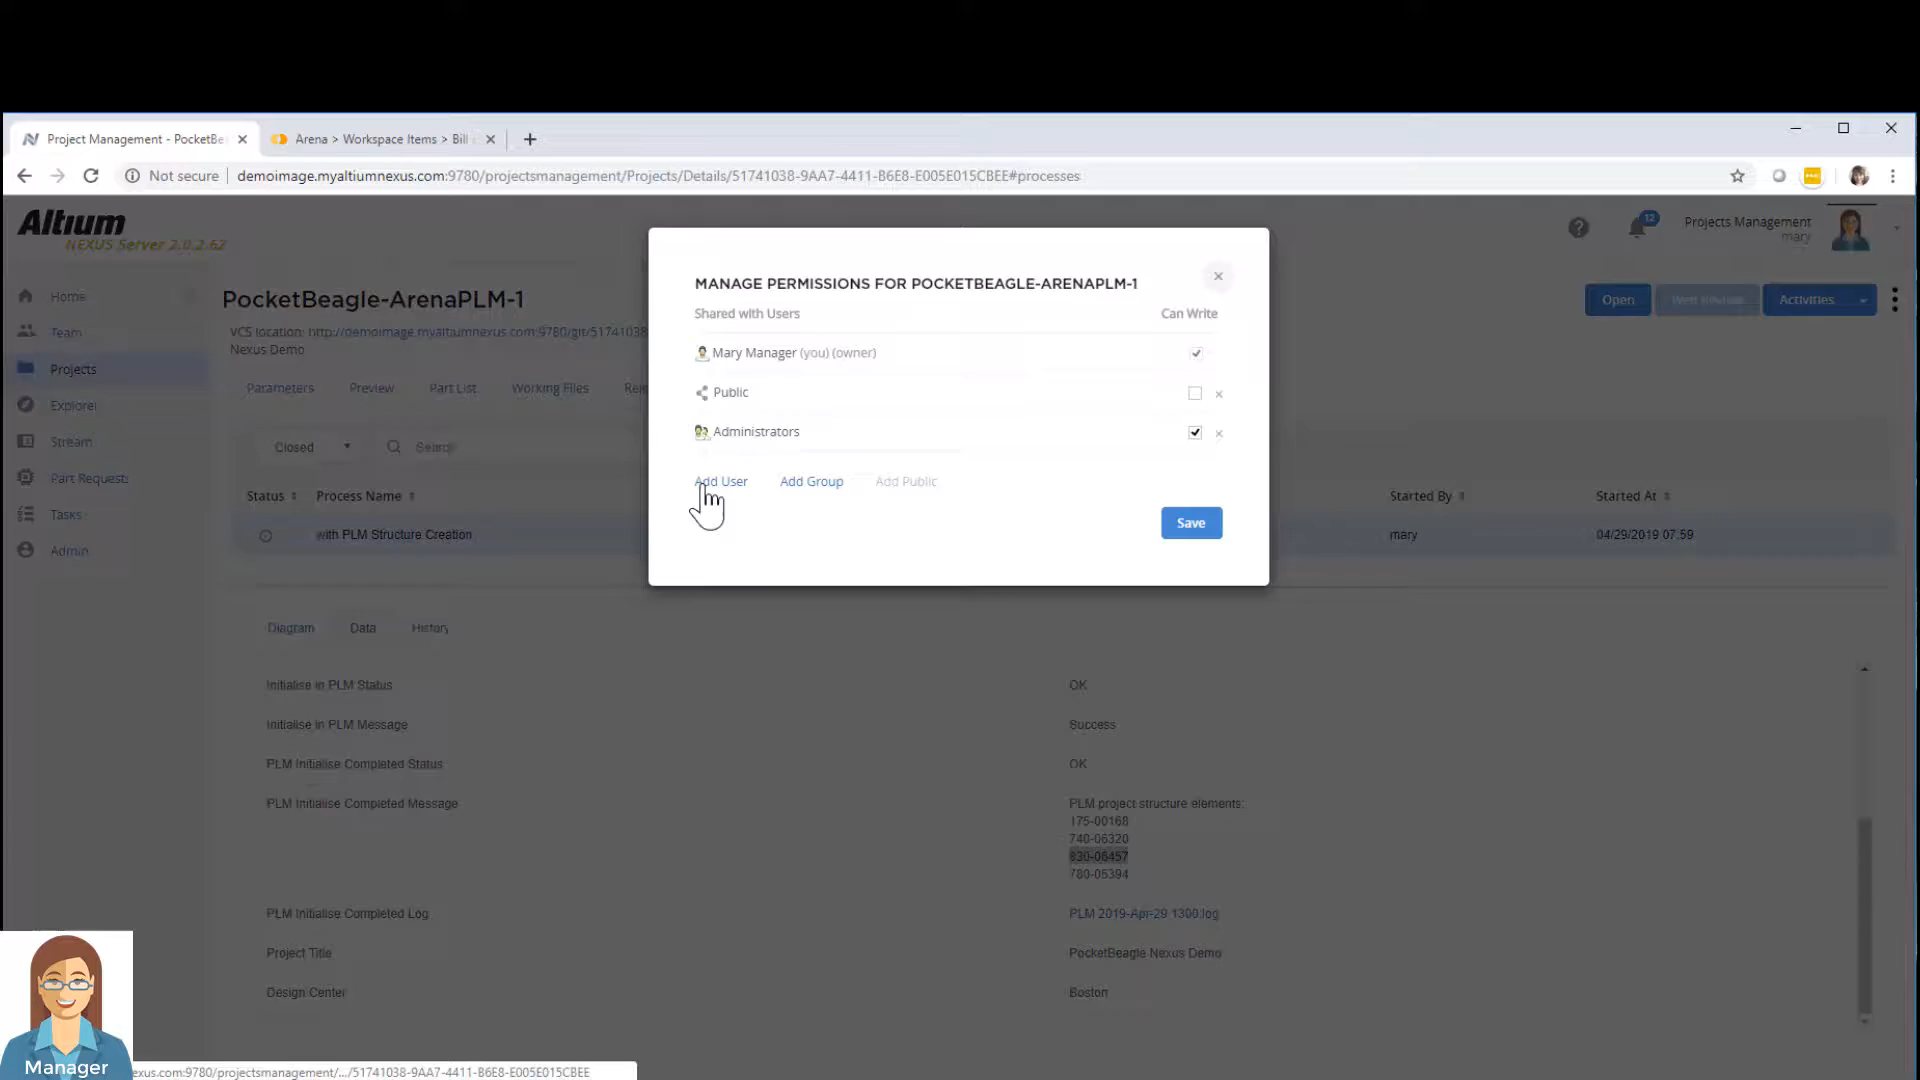 Project Management - PocketBe
Arena > Workspace Items > Bill
Not secure
demoimage.myaltiumnexus.com:9780/projectsmanagement/Projects/Details/51741038-9AA7-4411-B6E8-E005E015CBEE#processes
Altium
NEXUS Server 2.0.2.62
12
Projects Management
mary
Home
Team
Projects
Explorer
Stream
Part Requests
Tasks
Admin
PocketBeagle-ArenaPLM-1
VCS location: http://demoimage.myaltiumnexus.com:9780/git/51741038
Nexus Demo
Open
Activities
Parameters
Preview
Part List
Working Files
Closed
Search
Status
Process Name
Started By
Started At
with PLM Structure Creation
mary
04/29/2019 07:59
MANAGE PERMISSIONS FOR POCKETBEAGLE-ARENAPLM-1
Shared with Users
Can Write
Mary Manager (you) (owner)
Public
Administrators
Add User
Add Group
Add Public
Save
Diagram
Data
History
Initialise in PLM Status
OK
Initialise in PLM Message
Success
PLM Initialise Completed Status
OK
PLM Initialise Completed Message
PLM project structure elements:
175-00168
740-06320
830-06457
780-05394
PLM Initialise Completed Log
PLM 2019-Apr-29 1300.log
Project Title
PocketBeagle Nexus Demo
Design Center
Boston
Manager
exus.com:9780/projectsmanagement/.../51741038-9AA7-4411-B6E8-E005E015CBEE